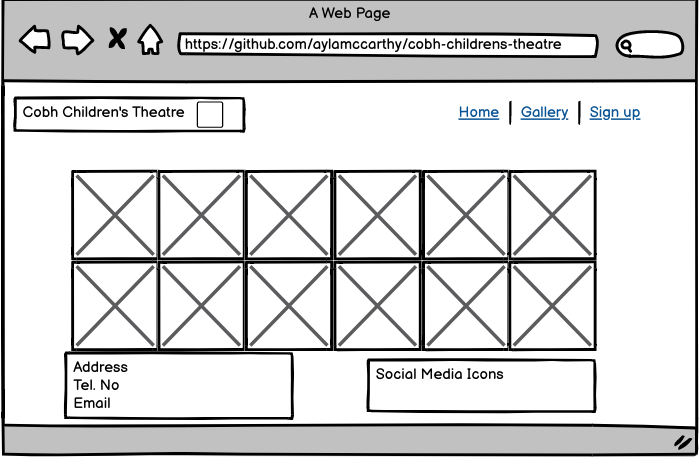 A Web Page
https://github.com/aylamccarthy/cobh-childrens-theatre
Cobh Children's Theatre
Home
Gallery
Sign up
Address
Tel. No
Email
Social Media Icons